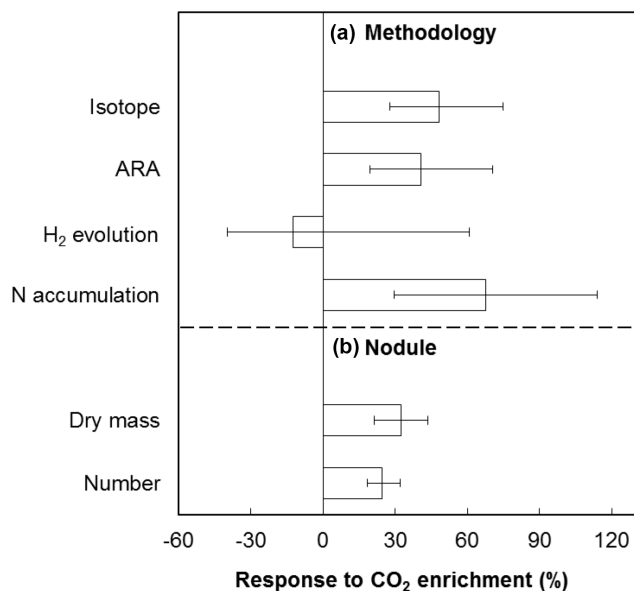 (a) Methodology
Isotope
ARA
H₂ evolution
N accumulation
(b) Nodule
Dry mass
Number
-60 -30 0 30 60 90 120
Response to CO₂ enrichment (%)